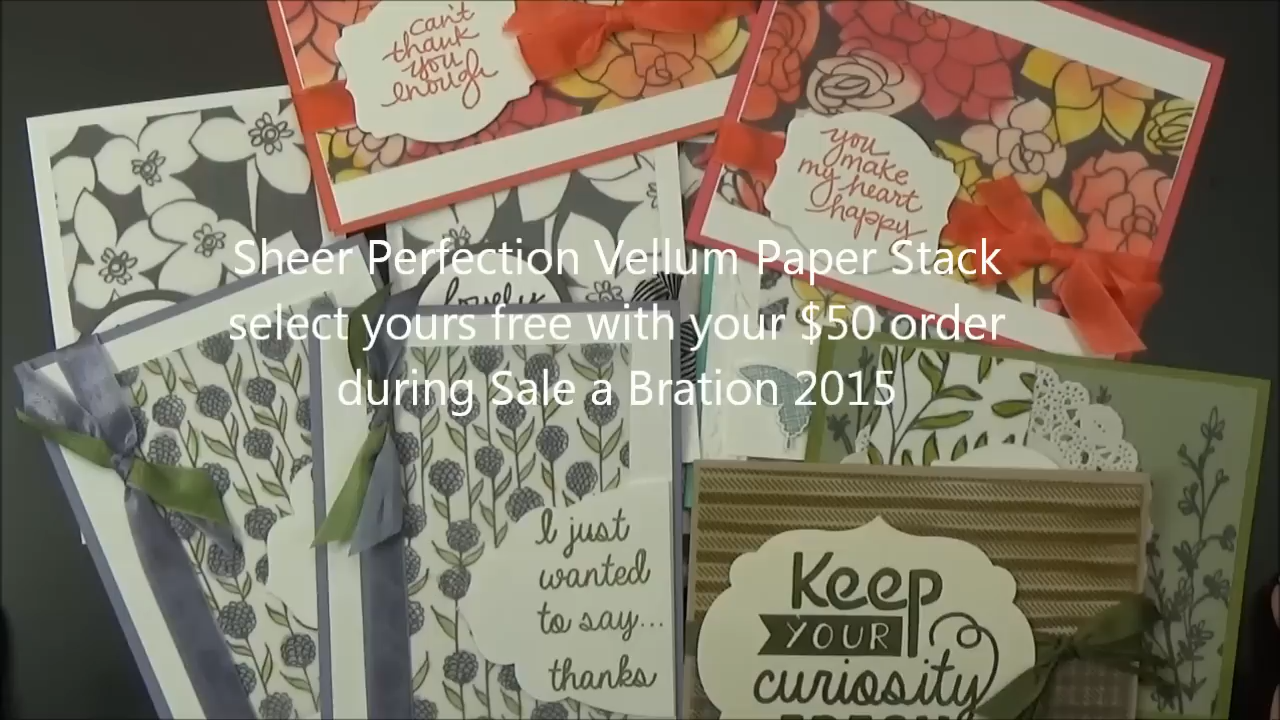 can't
thank
you
enough
you
make
my heart
happy
lovely
Sheer Perfection Vellum Paper Stack
select yours free with your $50 order
during Sale a Bration 2015
I just
wanted
to say...
thanks
Keep
YOUR
curiosity